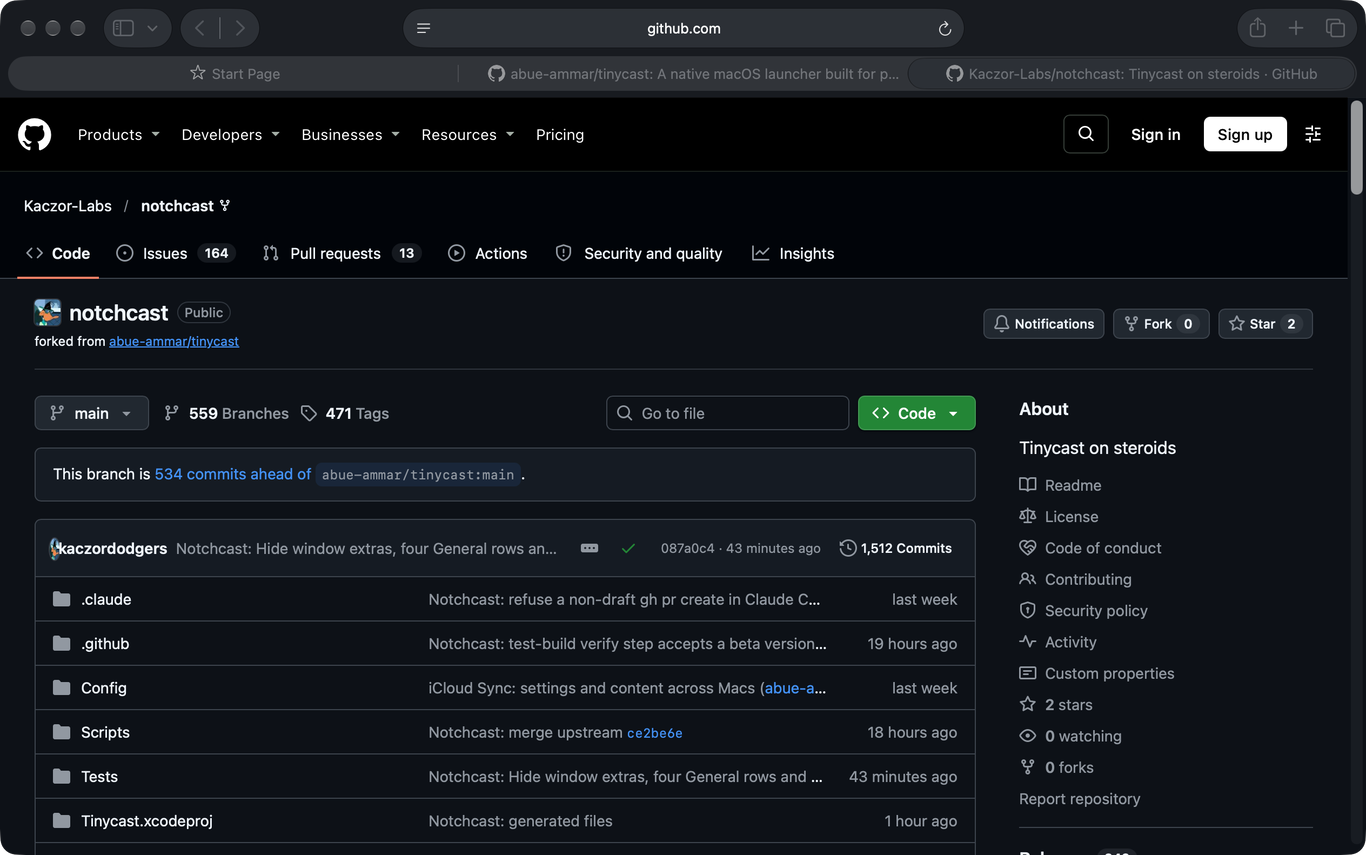 github.com
Start Page
abue-ammar/tinycast: A native macOS launcher built for p...
Kaczor-Labs/notchcast: Tinycast on steroids · GitHub
Products Developers Businesses Resources Pricing Sign in Sign up
Kaczor-Labs / notchcast
Code Issues 164 Pull requests 13 Actions Security and quality Insights
notchcast Public
Notifications Fork 0 Star 2
forked from abue-ammar/tinycast
main 559 Branches 471 Tags Go to file Code
This branch is 534 commits ahead of abue-ammar/tinycast:main .
kaczordodgers Notchcast: Hide window extras, four General rows an... 087a0c4 · 43 minutes ago 1,512 Commits
.claude Notchcast: refuse a non-draft gh pr create in Claude C... last week
.github Notchcast: test-build verify step accepts a beta version... 19 hours ago
Config iCloud Sync: settings and content across Macs (abue-a... last week
Scripts Notchcast: merge upstream ce2be6e 18 hours ago
Tests Notchcast: Hide window extras, four General rows and ... 43 minutes ago
Tinycast.xcodeproj Notchcast: generated files 1 hour ago
About
Tinycast on steroids
Readme
License
Code of conduct
Contributing
Security policy
Activity
Custom properties
2 stars
0 watching
0 forks
Report repository